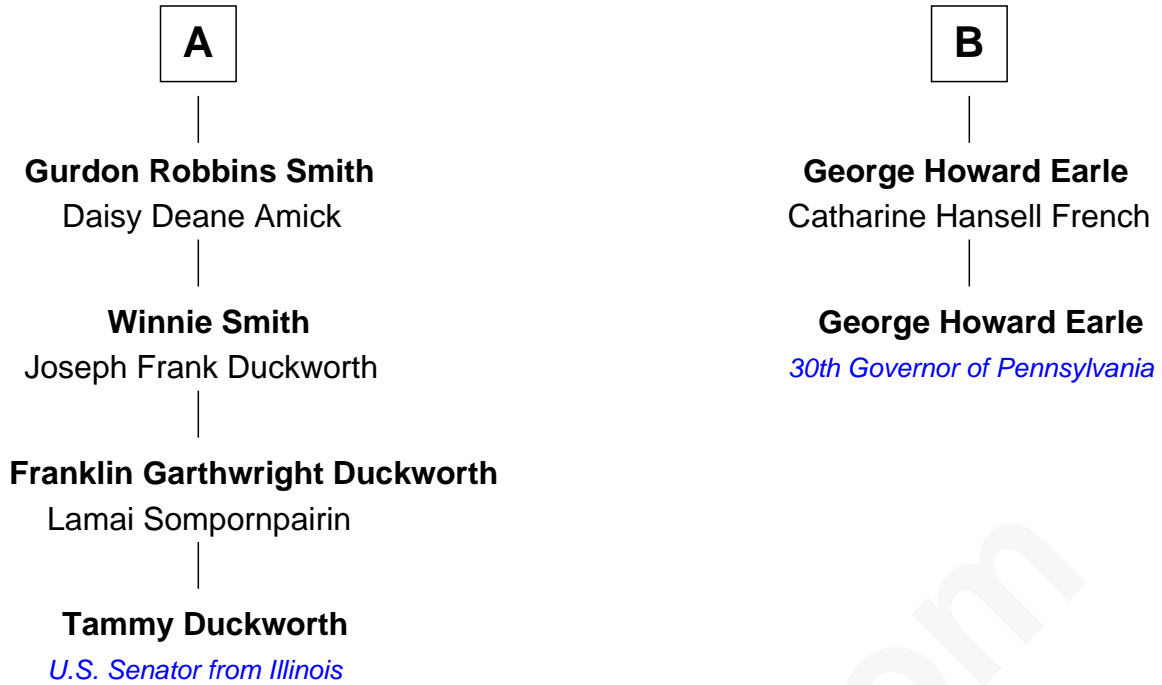 A
Gurdon Robbins Smith
Daisy Deane Amick
Winnie Smith
Joseph Frank Duckworth
Franklin Garthwright Duckworth
Lamai Sompornpairin
Tammy Duckworth
U.S. Senator from Illinois
B
George Howard Earle
Catharine Hansell French
George Howard Earle
30th Governor of Pennsylvania
om